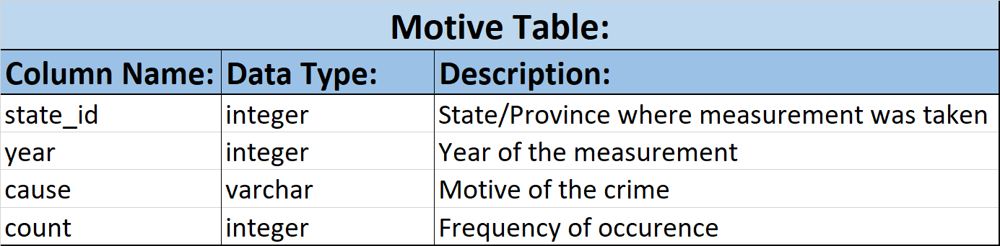 Motive Table:
Column Name: Data Type: Description:
state_id integer State/Province where measurement was taken
year integer Year of the measurement
cause varchar Motive of the crime
count integer Frequency of occurence